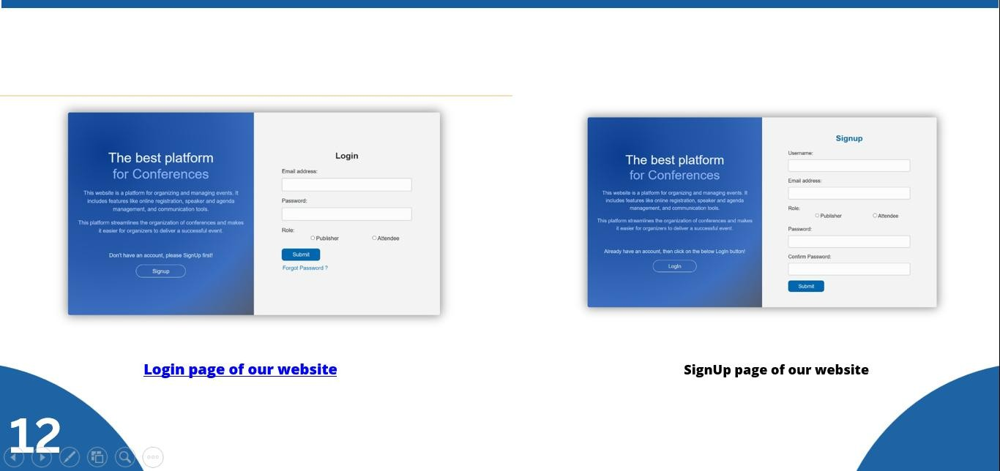 The best platform
for Conferences
This website is a platform for organizing and managing events. It
includes features like online registration, speaker and agenda
management, and communication tools.
This platform streamlines the organization of conferences and makes
it easier for organizers to deliver a successful event.
Don't have an account, please SignUp first!
Signup
Login
Email address:
Password:
Role:
Publisher Attendee
Submit
Forgot Password ?
Login page of our website
The best platform
for Conferences
This website is a platform for organizing and managing events. It
includes features like online registration, speaker and agenda
management, and communication tools.
This platform streamlines the organization of conferences and makes
it easier for organizers to deliver a successful event.
Already have an account, then click on the below LogIn button!
LogIn
Signup
Username:
Email address:
Role:
Publisher Attendee
Password:
Confirm Password:
Submit
SignUp page of our website
12